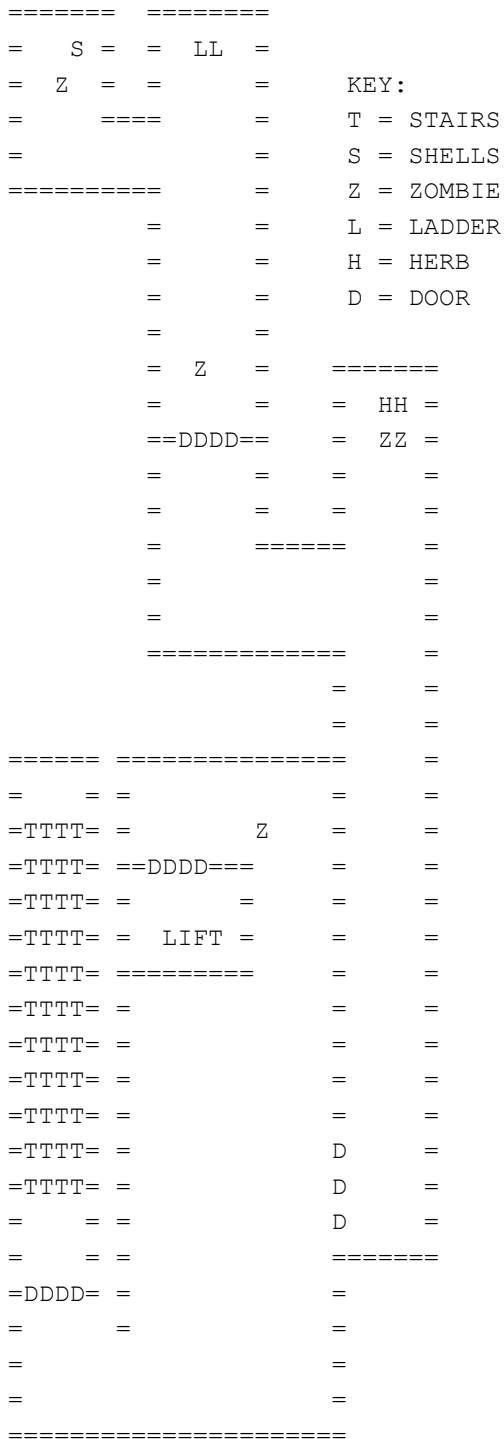 =======  ========
=   S =  =  LL  =
=  Z  =  =      =     KEY:
=     ====      =     T = STAIRS
=               =     S = SHELLS
==========      =     Z = ZOMBIE
         =      =     L = LADDER
         =      =     H = HERB
         =      =     D = DOOR
         =      =
         =  Z   =    =======
         =      =    =  HH =
         ==DDDD==    =  ZZ =
         =      =    =     =
         =      =    =     =
         =      ======     =
         =                 =
         =                 =
         =============     =
                     =     =
                     =     =
====== ===============     =
=    = =             =     =
=TTTT= =        Z    =     =
=TTTT= ==DDDD===     =     =
=TTTT= =       =     =     =
=TTTT= =  LIFT =     =     =
=TTTT= =========     =     =
=TTTT= =             =     =
=TTTT= =             =     =
=TTTT= =             =     =
=TTTT= =             =     =
=TTTT= =             D     =
=TTTT= =             D     =
=    = =             D     =
=    = =             =======
=DDDD= =             =
=      =             =
=                    =
=                    =
======================